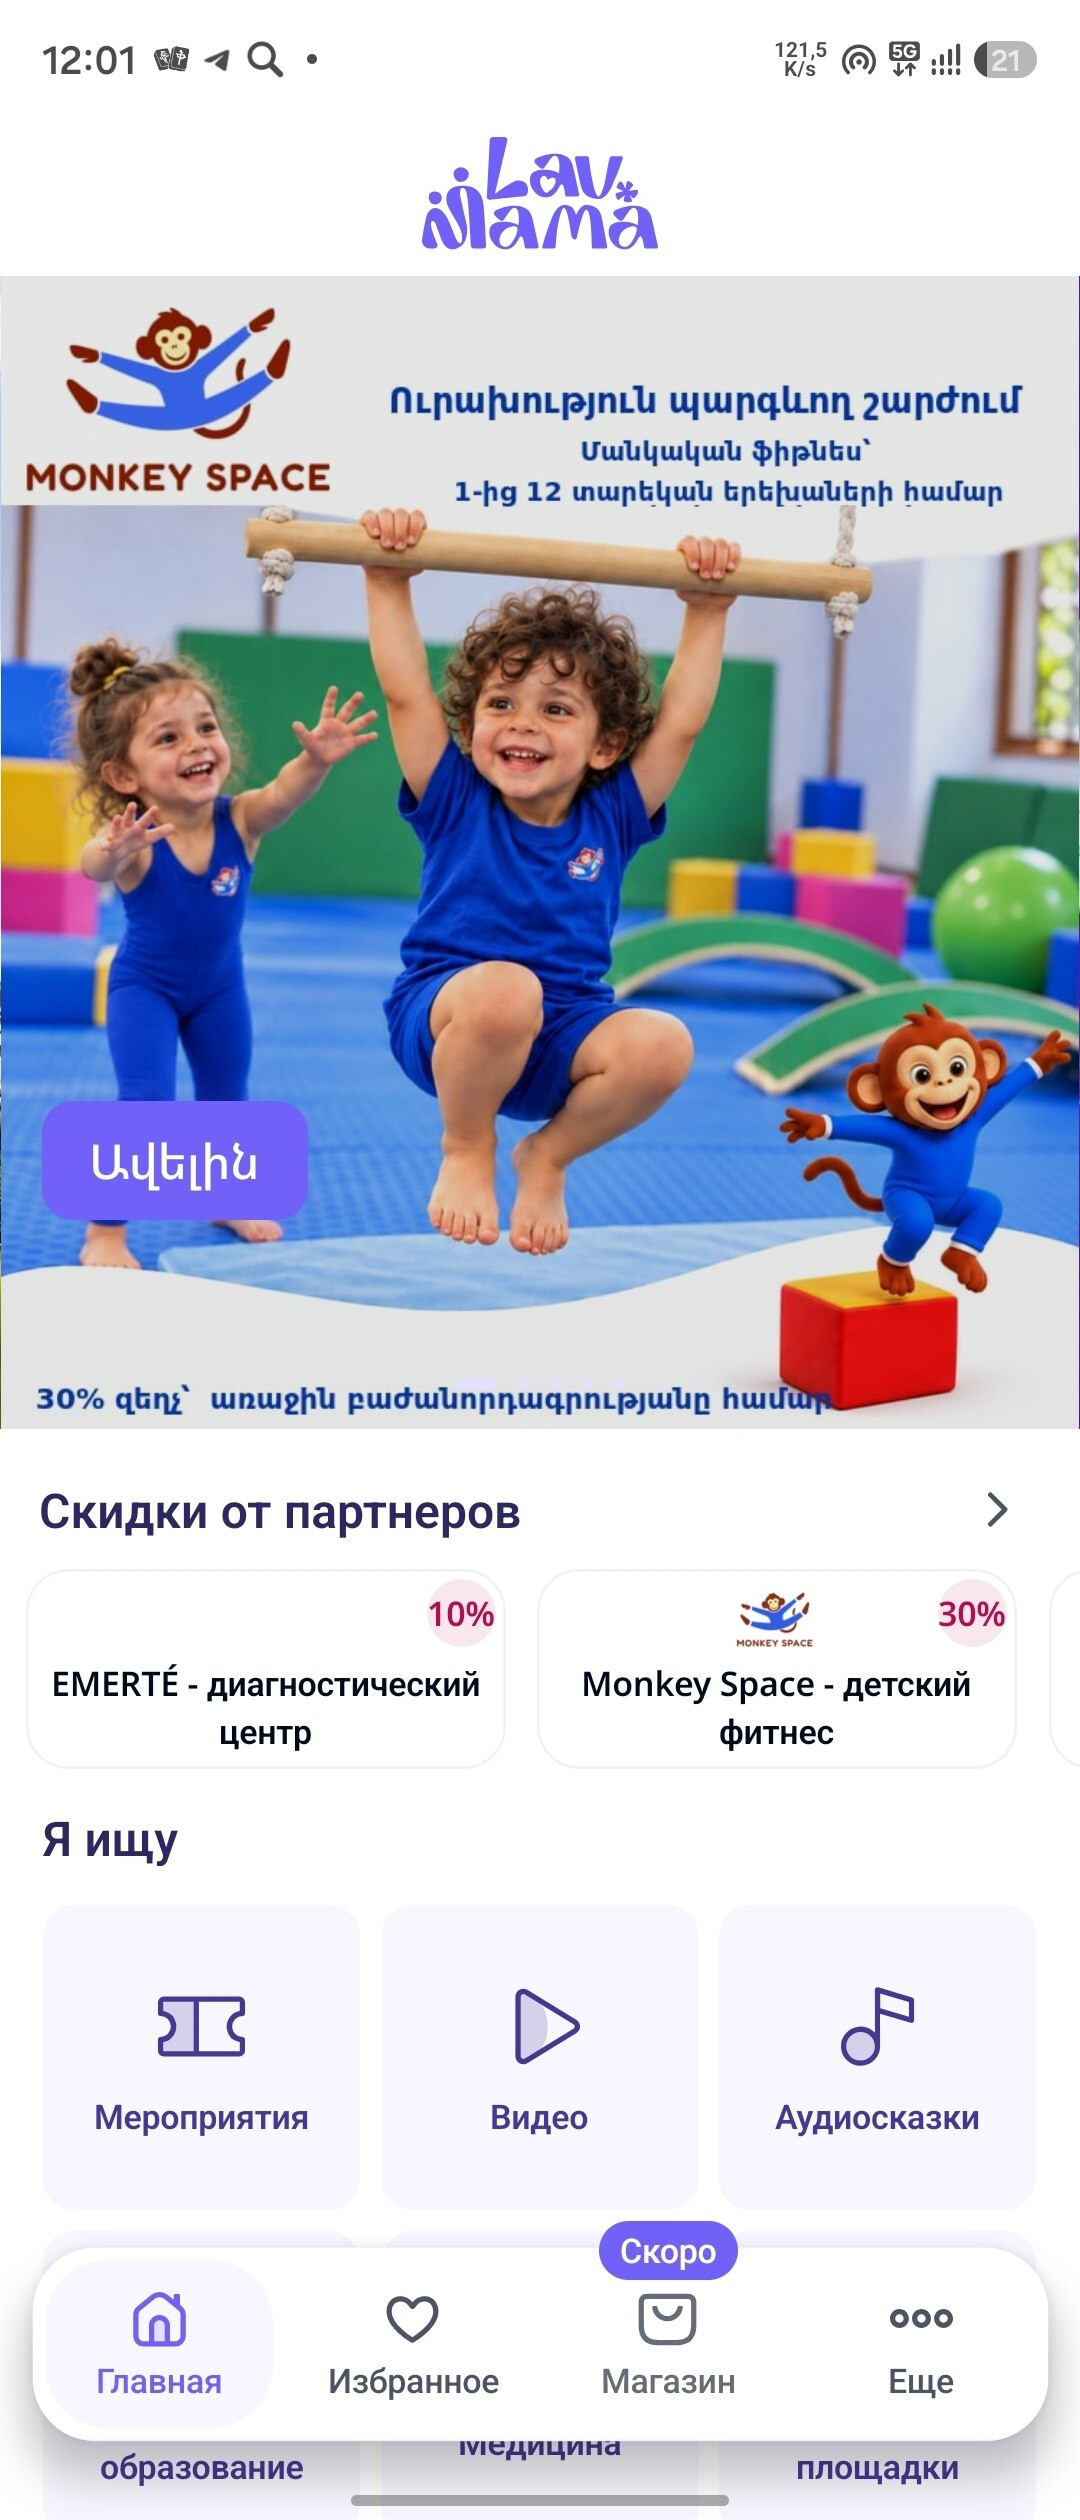 12:01
121,5
K/s
5G
21
Lav
Mama
MONKEY SPACE
Ուրախություն պարգևող շարժում
Մանկական ֆիթնես՝
1-ից 12 տարեկան երեխաների համար
Ավելին
30% զեղչ՝ առաջին բաժանորդագրությանը համար
Скидки от партнеров
10%
EMERTÉ - диагностический
центр
MONKEY SPACE
30%
Monkey Space - детский
фитнес
Я ищу
Мероприятия
Видео
Аудиосказки
Скоро
Главная
Избранное
Магазин
Еще
образование
Медицина
площадки